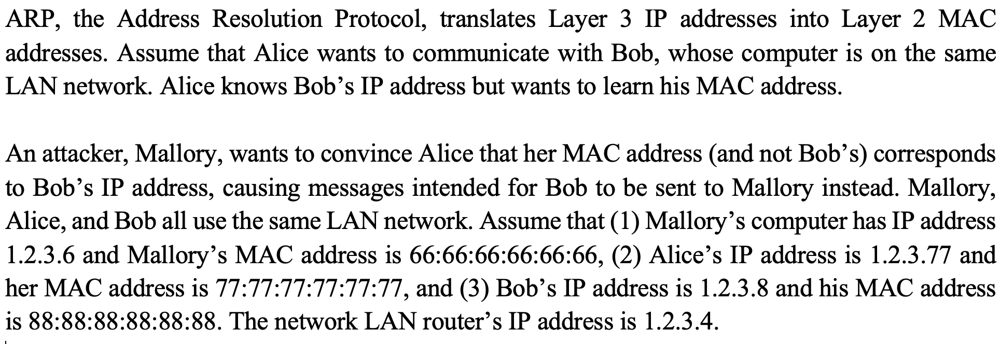 ARP, the Address Resolution Protocol, translates Layer 3 IP addresses into Layer 2 MAC
addresses. Assume that Alice wants to communicate with Bob, whose computer is on the same
LAN network. Alice knows Bob’s IP address but wants to learn his MAC address.
An attacker, Mallory, wants to convince Alice that her MAC address (and not Bob’s) corresponds
to Bob’s IP address, causing messages intended for Bob to be sent to Mallory instead. Mallory,
Alice, and Bob all use the same LAN network. Assume that (1) Mallory’s computer has IP address
1.2.3.6 and Mallory’s MAC address is 66:66:66:66:66:66, (2) Alice’s IP address is 1.2.3.77 and
her MAC address is 77:77:77:77:77:77, and (3) Bob’s IP address is 1.2.3.8 and his MAC address
is 88:88:88:88:88:88. The network LAN router’s IP address is 1.2.3.4.